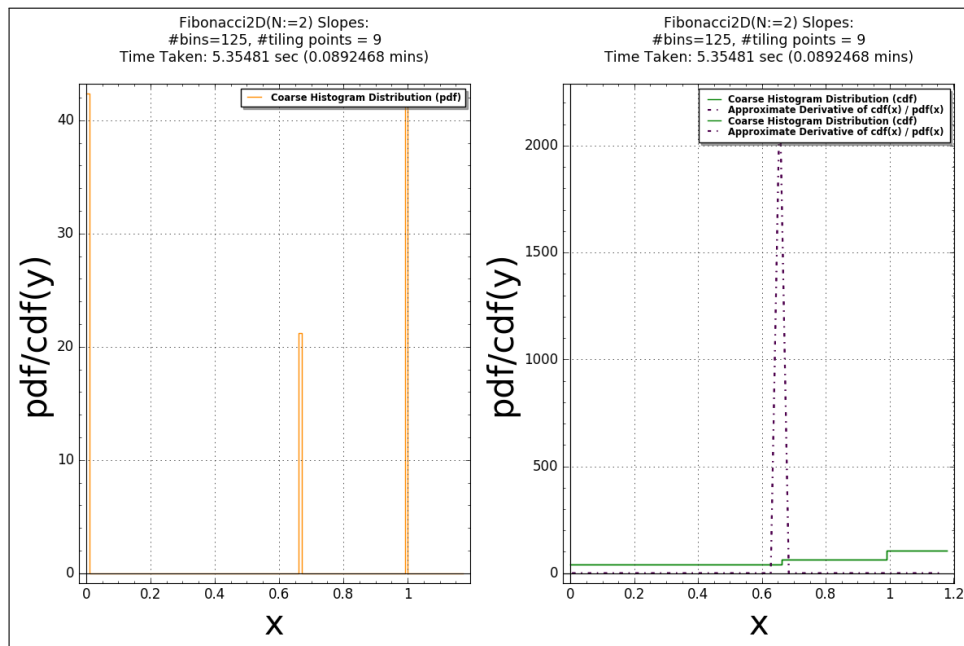 Fibonacci2D(N:=2) Slopes:
#bins=125, #tiling points = 9
Time Taken: 5.35481 sec (0.0892468 mins)
Coarse Histogram Distribution (pdf)
40
30
20
10
0
0
0.2
0.4
0.6
0.8
1
pdf/cdf(y)
x
Fibonacci2D(N:=2) Slopes:
#bins=125, #tiling points = 9
Time Taken: 5.35481 sec (0.0892468 mins)
Coarse Histogram Distribution (cdf)
Approximate Derivative of cdf(x) / pdf(x)
Coarse Histogram Distribution (cdf)
Approximate Derivative of cdf(x) / pdf(x)
2000
1500
1000
500
0
0
0.2
0.4
0.6
0.8
1
1.2
pdf/cdf(y)
x